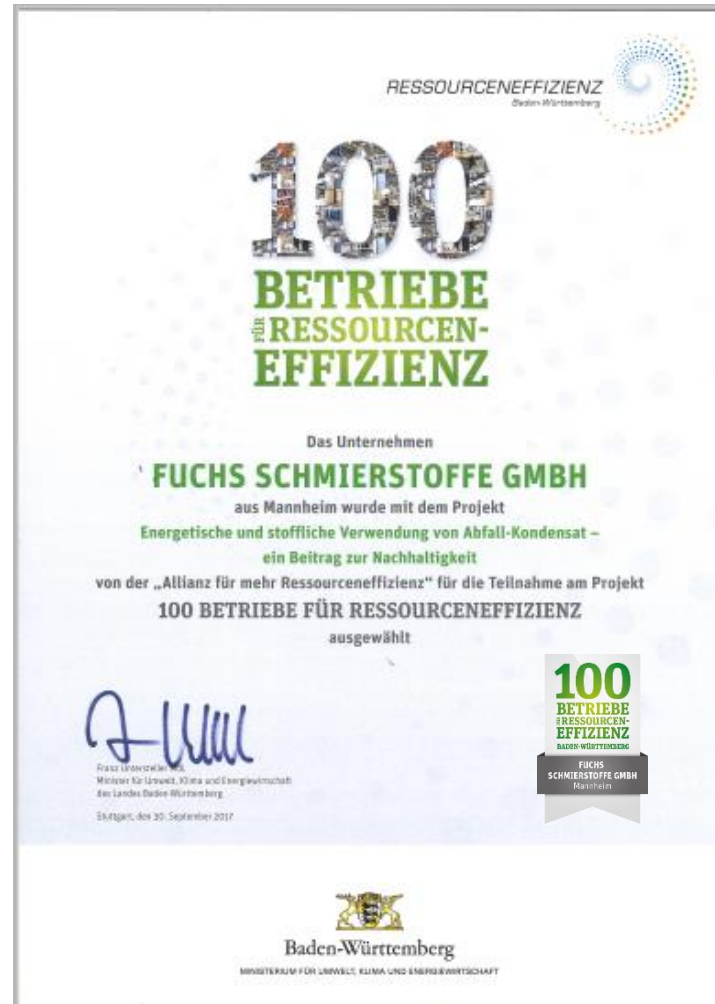 RESSOURCENEFFIZIENZ
Baden-Württemberg
100
BETRIEBE
FÜR RESSOURCEN-
EFFIZIENZ
Das Unternehmen
FUCHS SCHMIERSTOFFE GMBH
aus Mannheim wurde mit dem Projekt
Energetische und stoffliche Verwendung von Abfall-Kondensat –
ein Beitrag zur Nachhaltigkeit
von der „Allianz für mehr Ressourceneffizienz“ für die Teilnahme am Projekt
100 BETRIEBE FÜR RESSOURCENEFFIZIENZ
ausgewählt
Franz Untersteller MdL
Minister für Umwelt, Klima und Energiewirtschaft
des Landes Baden-Württemberg
Stuttgart, den 30. September 2017
100
BETRIEBE
FÜR RESSOURCEN-
EFFIZIENZ
BADEN-WÜRTTEMBERG
FUCHS
SCHMIERSTOFFE GMBH
Mannheim
Baden-Württemberg
MINISTERIUM FÜR UMWELT, KLIMA UND ENERGIEWIRTSCHAFT